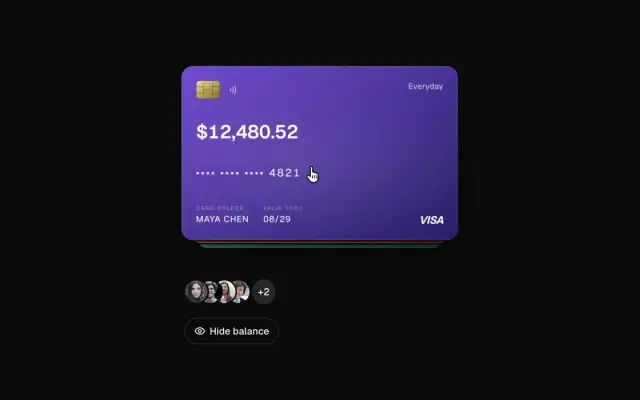 Everyday
$12,480.52
•••• •••• •••• 4821
CARD HOLDER
VALID THRU
MAYA CHEN
08/29
VISA
+2
Hide balance